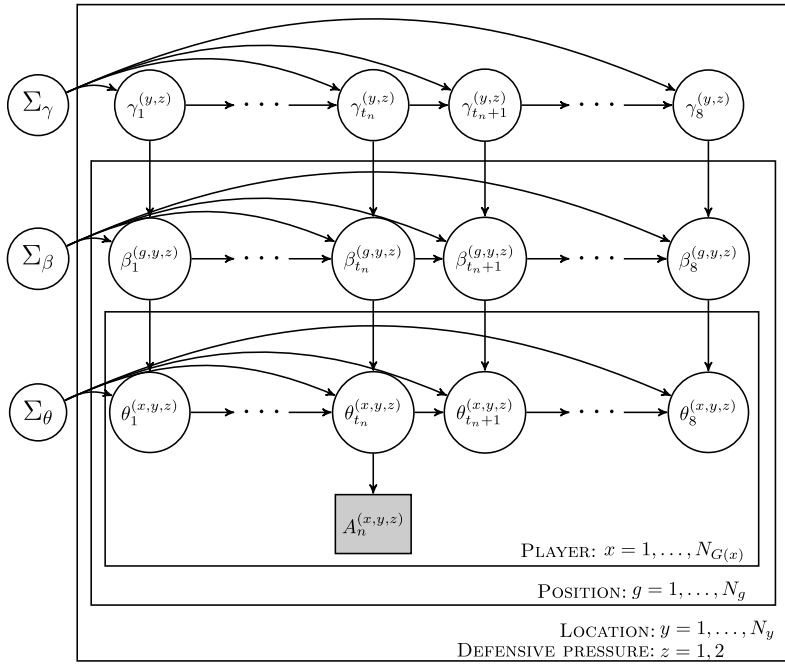 Σ_γ γ_1^{(y,z)} · · · γ_{t_n}^{(y,z)} γ_{t_n+1}^{(y,z)} · · · γ_8^{(y,z)}
Σ_β β_1^{(g,y,z)} · · · β_{t_n}^{(g,y,z)} β_{t_n+1}^{(g,y,z)} · · · β_8^{(g,y,z)}
Σ_θ θ_1^{(x,y,z)} · · · θ_{t_n}^{(x,y,z)} θ_{t_n+1}^{(x,y,z)} · · · θ_8^{(x,y,z)}
A_n^{(x,y,z)}
PLAYER: x = 1, . . . , N_{G(x)}
POSITION: g = 1, . . . , N_g
LOCATION: y = 1, . . . , N_y
DEFENSIVE PRESSURE: z = 1, 2